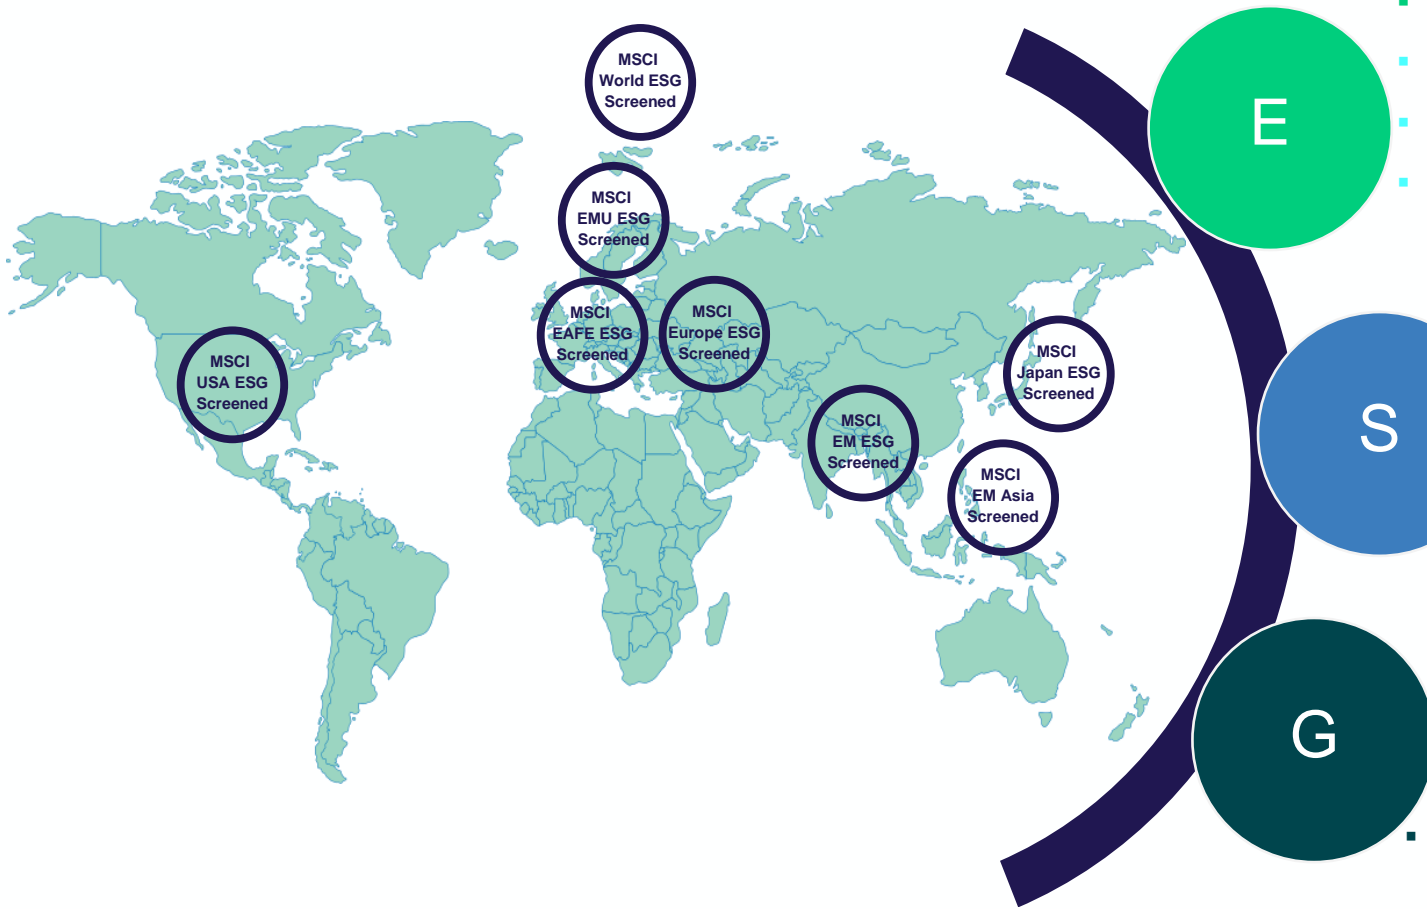 MSCI
World ESG
Screened
MSCI
EMU ESG
Screened
MSCI
EAFE ESG
Screened
MSCI
Europe ESG
Screened
MSCI
USA ESG
Screened
MSCI
Japan ESG
Screened
MSCI
EM ESG
Screened
MSCI
EM Asia
Screened
E
S
G